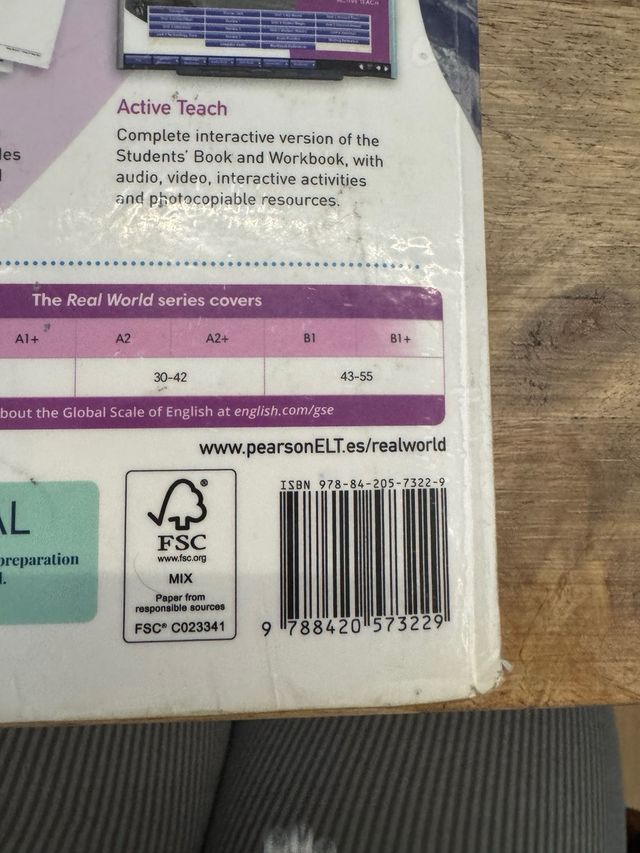 ACTIVE TEACH
Active Teach
Complete interactive version of the
Students' Book and Workbook, with
audio, video, interactive activities
and photocopiable resources.
The Real World series covers
A1+ A2 A2+ B1 B1+
30-42 43-55
bout the Global Scale of English at english.com/gse
www.pearsonELT.es/realworld
AL
preparation
FSC®
www.fsc.org
MIX
Paper from
responsible sources
FSC® C023341
ISBN 978-84-205-7322-9
9 788420 573229